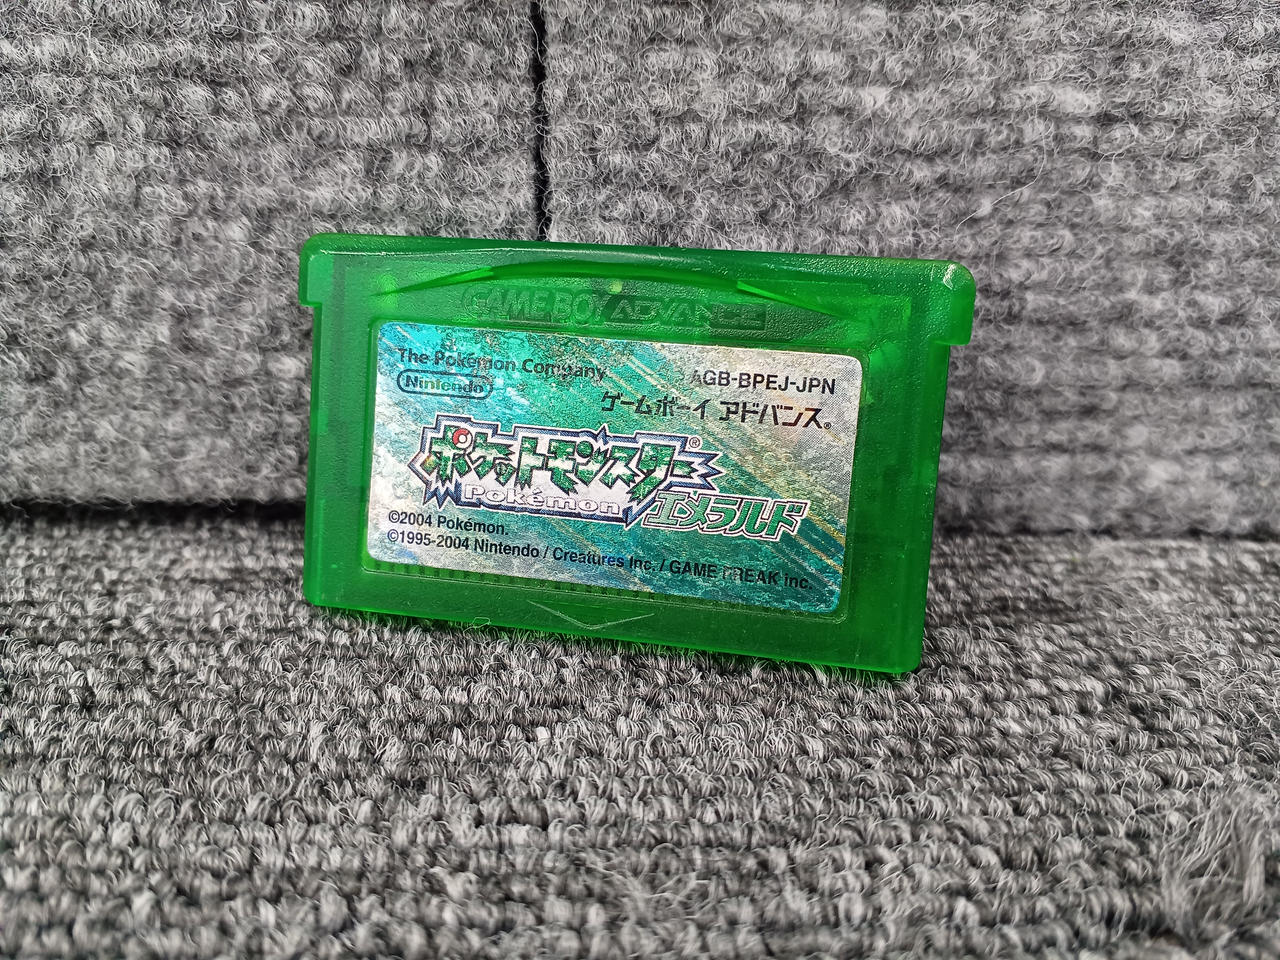 GAME BOY ADVANCE
The Pokémon Company
Nintendo
AGB-BPEJ-JPN
ゲームボーイ アドバンス®
ポケットモンスター®
Pokémon
エメラルド
©2004 Pokémon.
©1995-2004 Nintendo / Creatures Inc. / GAME FREAK inc.